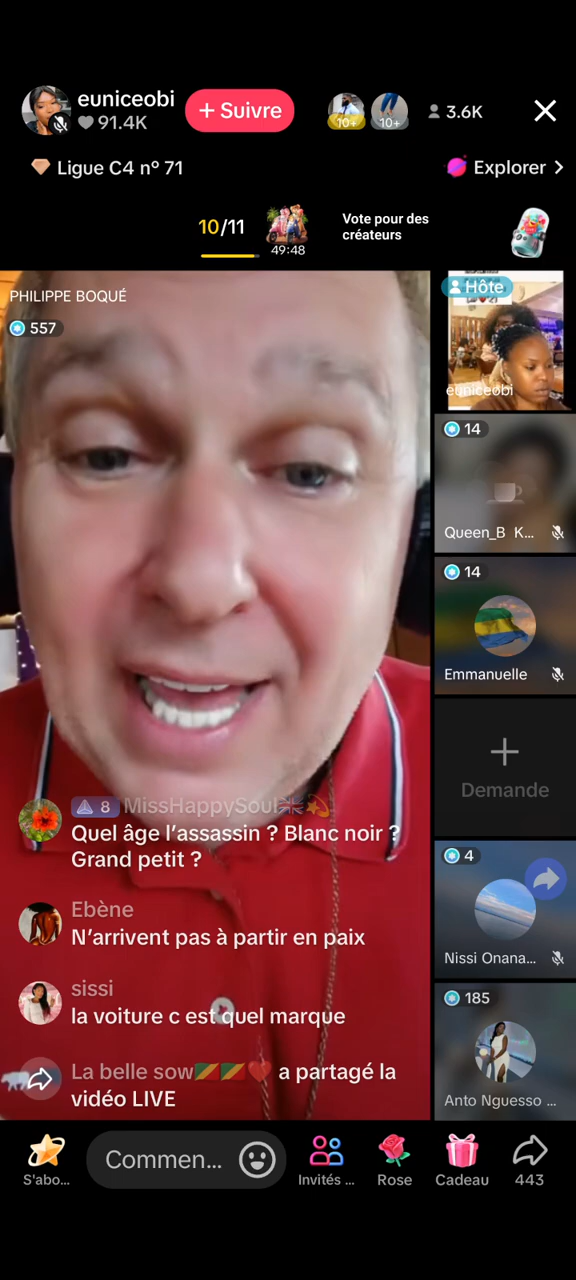 euniceobi
91.4K
+ Suivre
10+
10+
3.6K
Ligue C4 nº 71
Explorer
10/11
49:48
Vote pour des
créateurs
PHILIPPE BOQUÉ
557
Hôte
euniceobi
14
Queen_B K...
14
Emmanuelle
Demande
4
Nissi Onana...
185
Anto Nguesso ...
8 MissHappySoul🇬🇧💫
Quel âge l’assassin ? Blanc noir ?
Grand petit ?
Ebène
N’arrivent pas à partir en paix
sissi
la voiture c est quel marque
La belle sow🇨🇬🇨🇬❤️ a partagé la
vidéo LIVE
S'abo...
Commen...
Invités ...
Rose
Cadeau
443